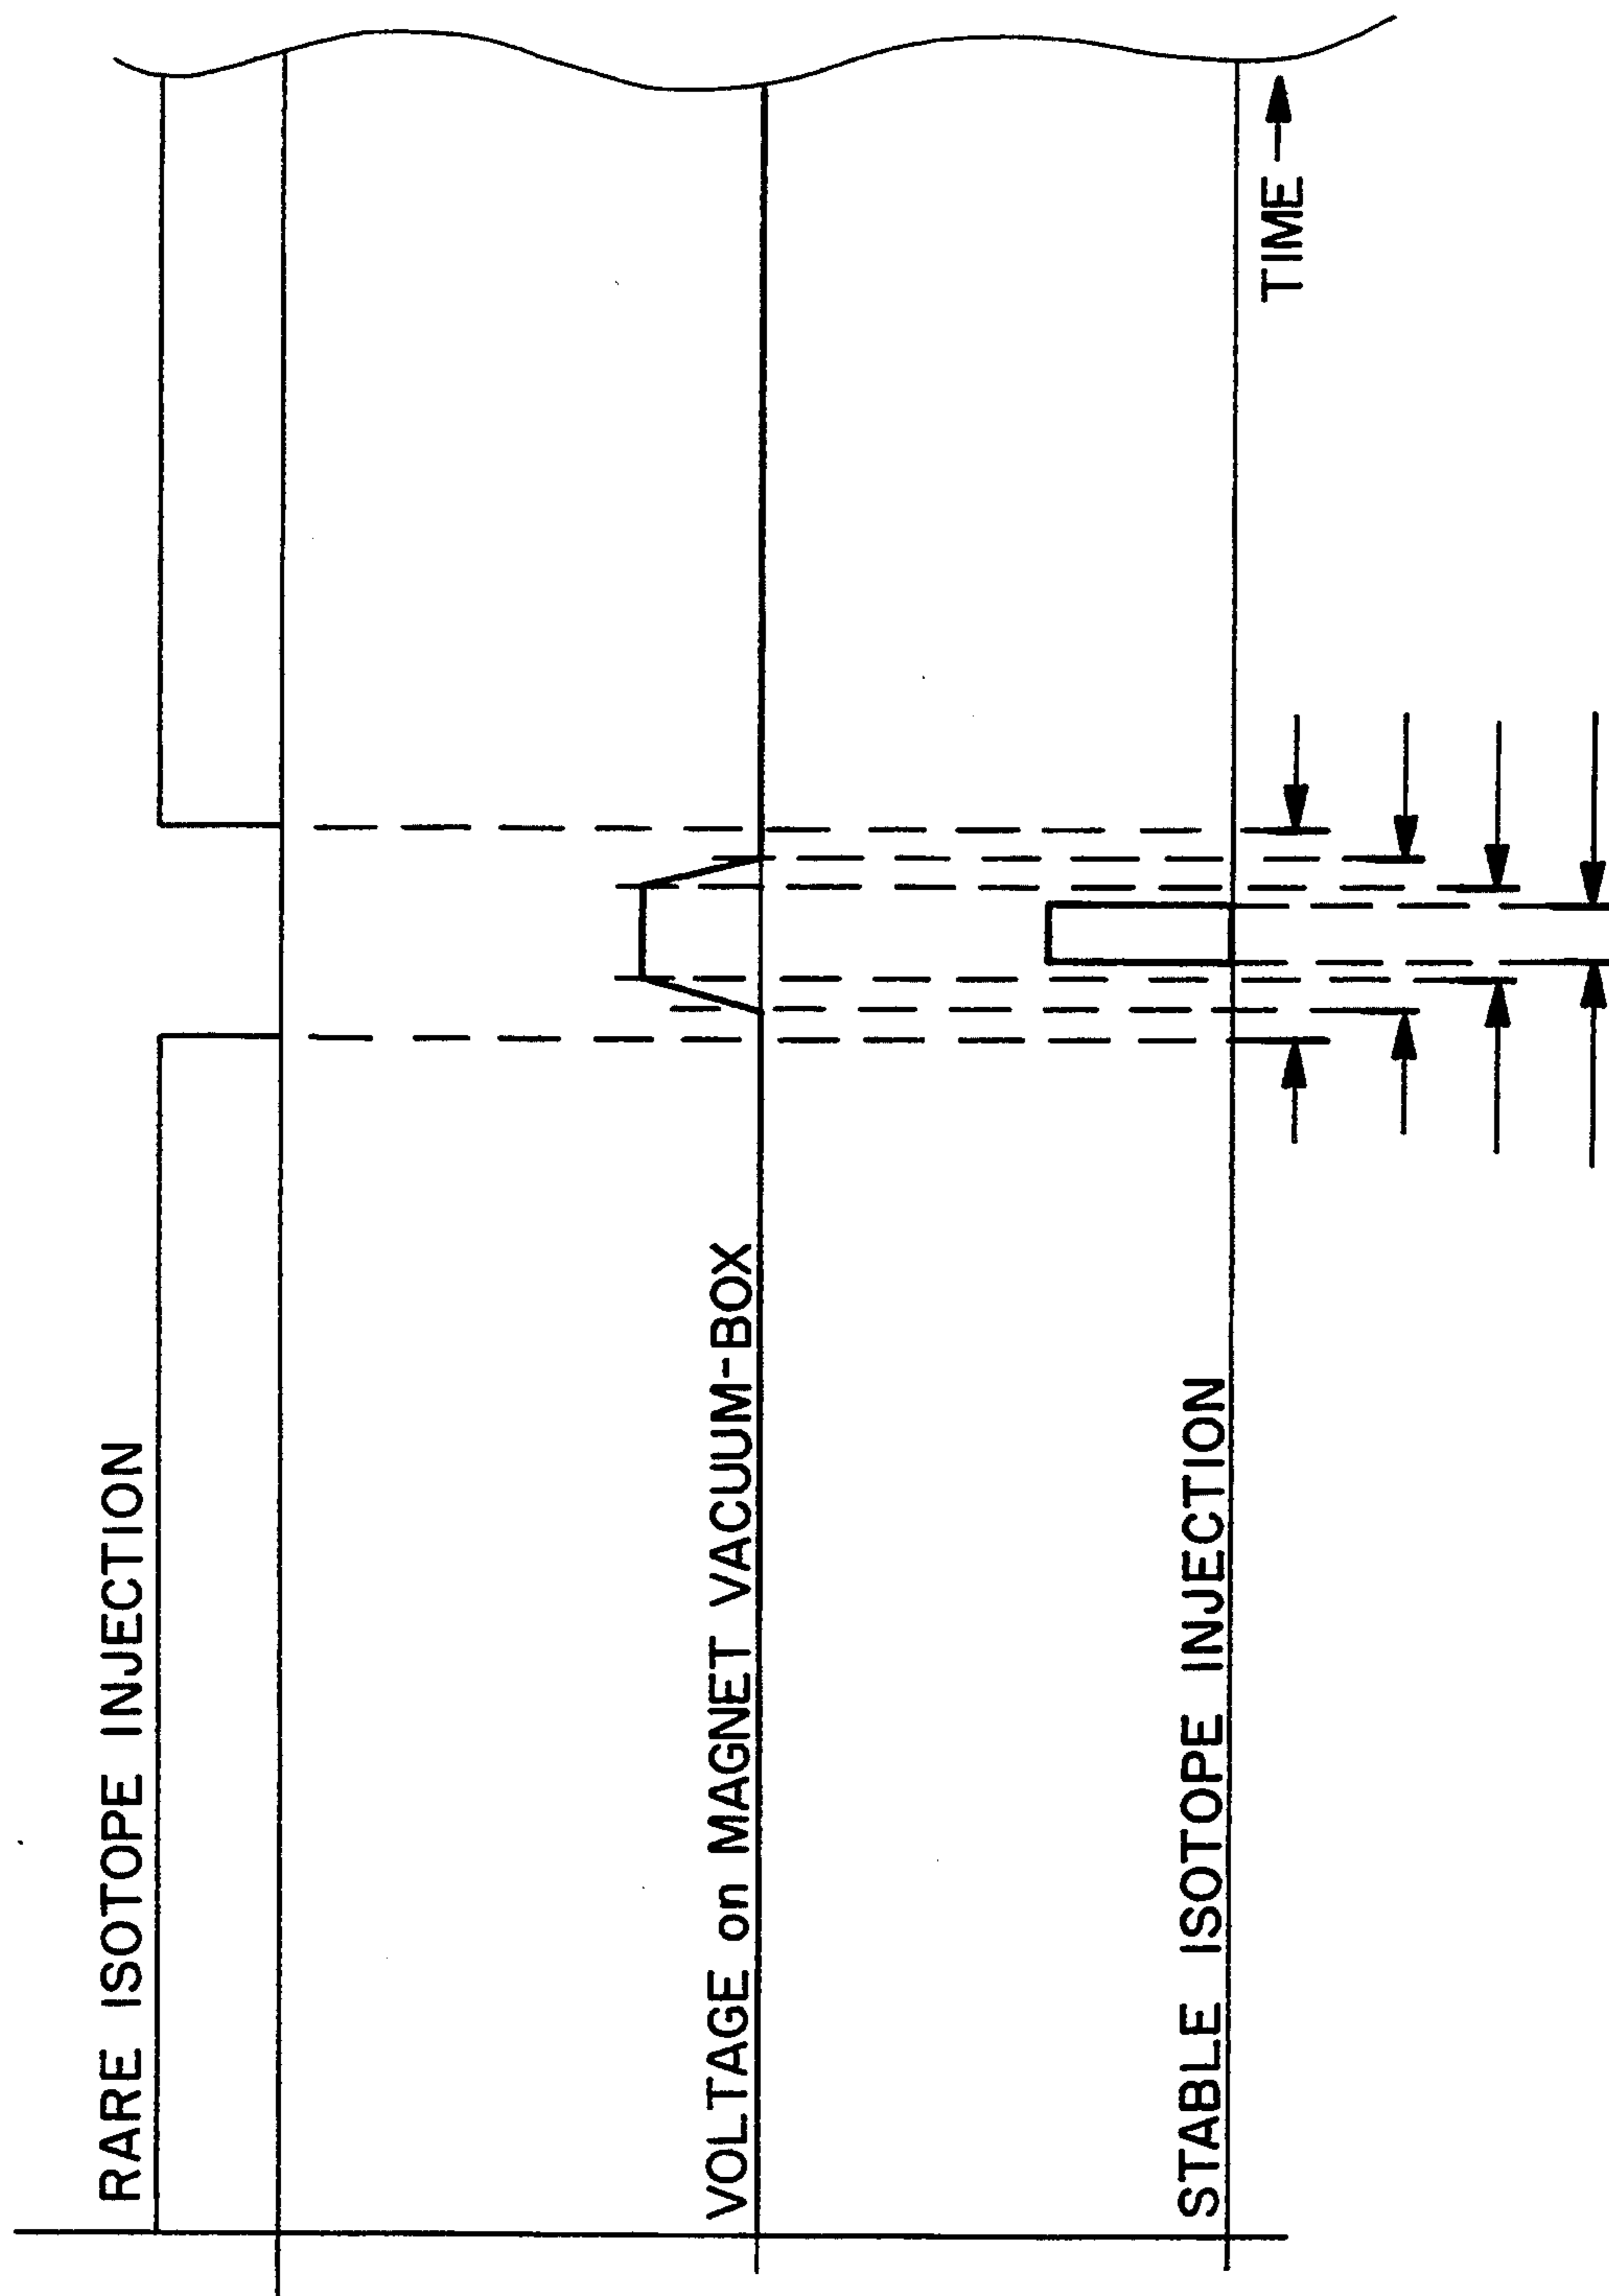 RARE ISOTOPE INJECTION
VOLTAGE on MAGNET VACUUM-BOX
STABLE ISOTOPE INJECTION
TIME